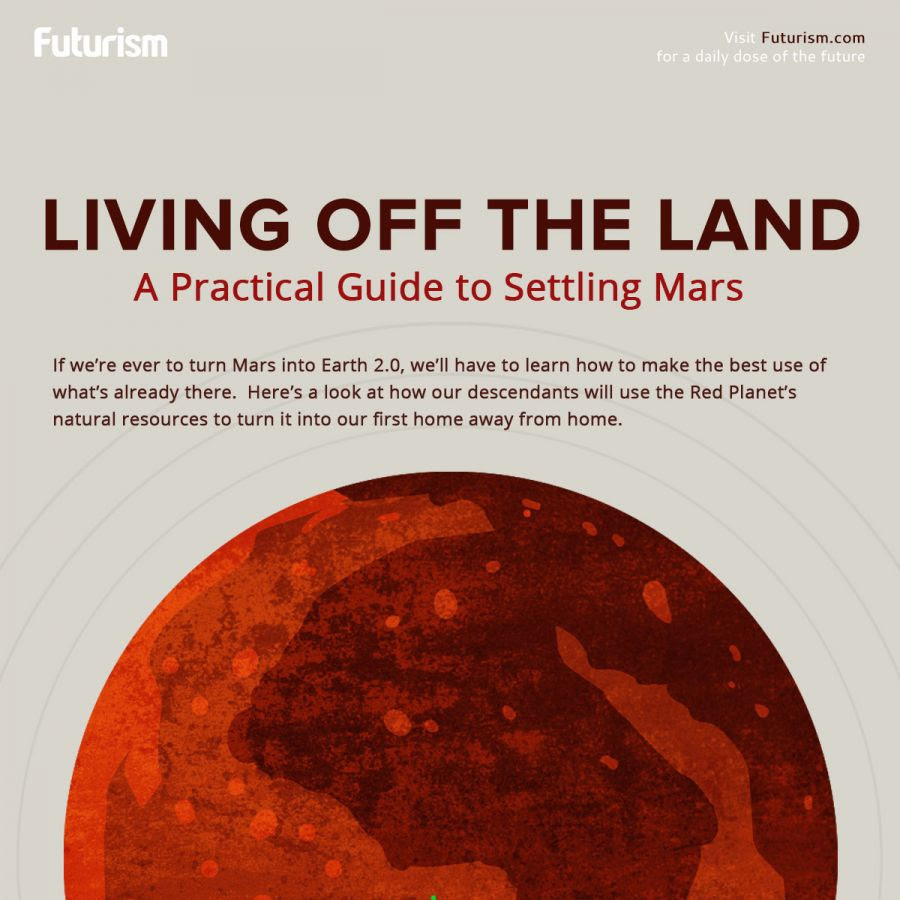 Futurism
Visit Futurism.com
for a daily dose of the future
LIVING OFF THE LAND
A Practical Guide to Settling Mars
If we’re ever to turn Mars into Earth 2.0, we’ll have to learn how to make the best use of
what’s already there.  Here’s a look at how our descendants will use the Red Planet’s
natural resources to turn it into our first home away from home.